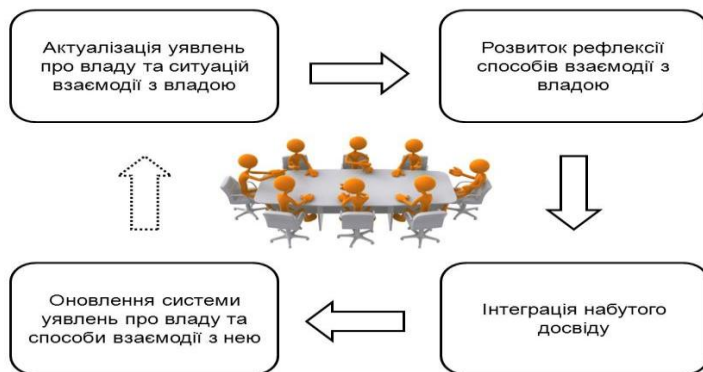 Актуалізація уявлень
про владу та ситуацій
взаємодії з владою
Розвиток рефлексії
способів взаємодії з
владою
Інтеграція набутого
досвіду
Оновлення системи
уявлень про владу та
способи взаємодії з нею